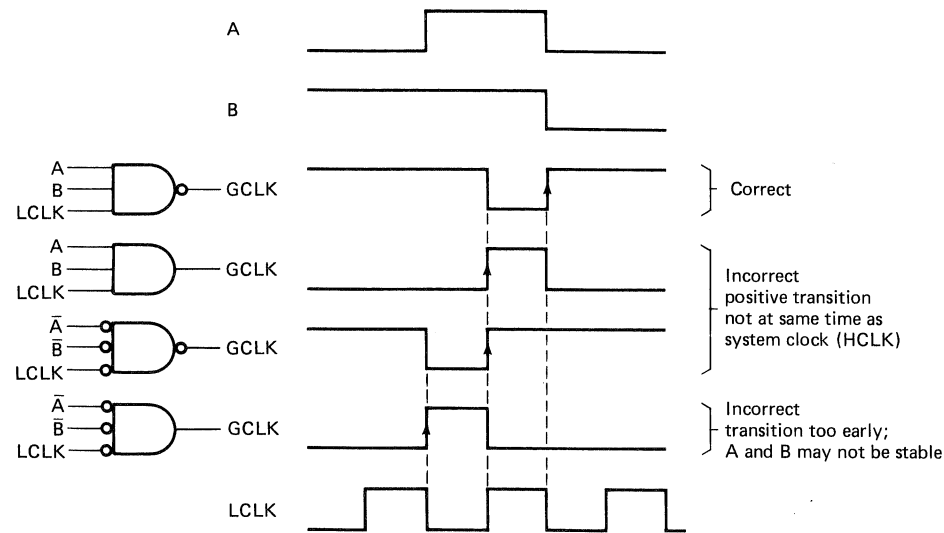 A
B
A
B
LCLK
GCLK
Correct
A
B
LCLK
GCLK
Incorrect
positive transition
not at same time as
system clock (HCLK)
A̅
B̅
LCLK
GCLK
A̅
B̅
LCLK
GCLK
Incorrect
transition too early;
A and B may not be stable
LCLK